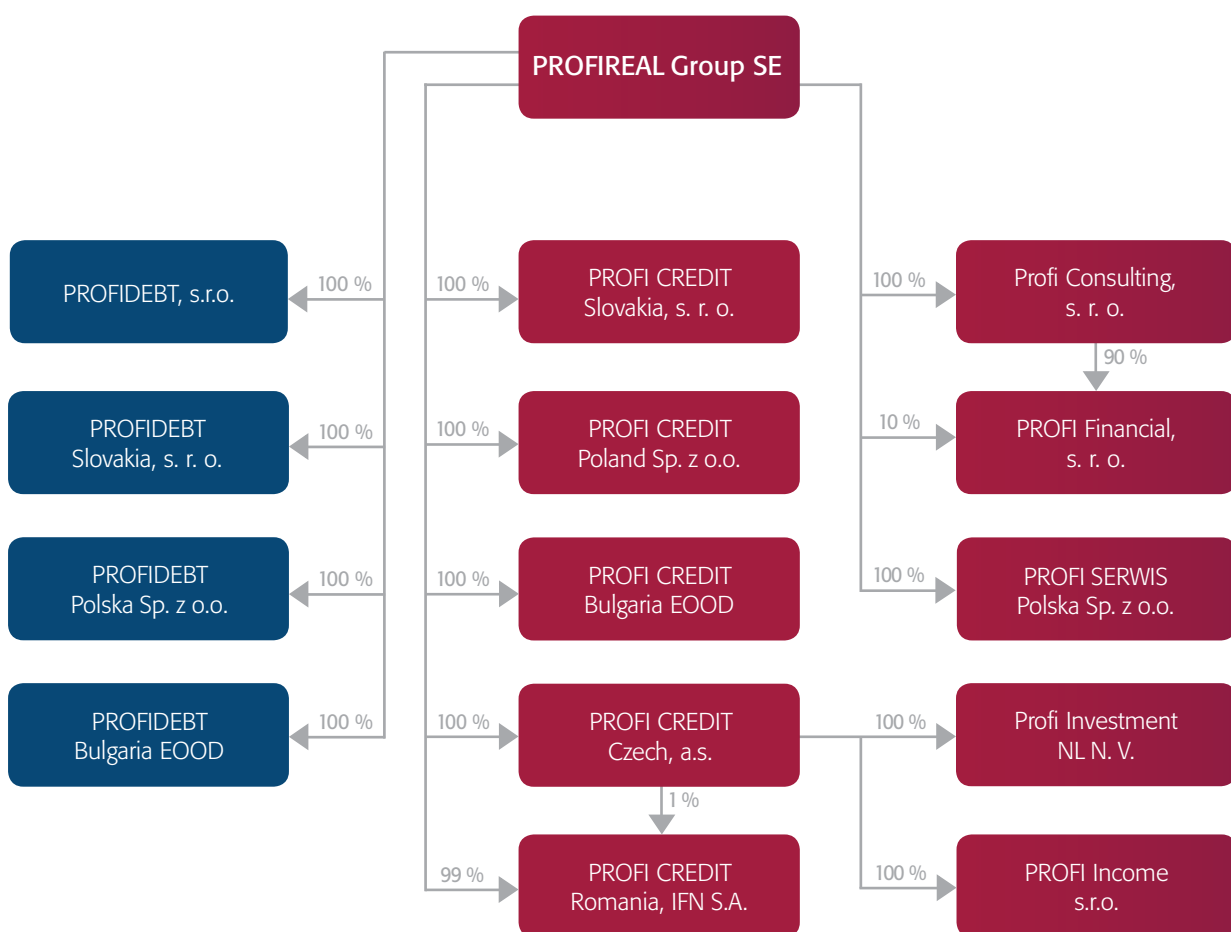 PROFIREAL Group SE
PROFIDEBT, s.r.o.
100 %
100 %
PROFI CREDIT
Slovakia, s. r. o.
100 %
Profi Consulting,
s. r. o.
90 %
PROFIDEBT
Slovakia, s. r. o.
100 %
100 %
PROFI CREDIT
Poland Sp. z o.o.
10 %
PROFI Financial,
s. r. o.
PROFIDEBT
Polska Sp. z o.o.
100 %
100 %
PROFI CREDIT
Bulgaria EOOD
100 %
PROFI SERWIS
Polska Sp. z o.o.
PROFIDEBT
Bulgaria EOOD
100 %
100 %
PROFI CREDIT
Czech, a.s.
100 %
Profi Investment
NL N. V.
1 %
99 %
PROFI CREDIT
Romania, IFN S.A.
100 %
PROFI Income
s.r.o.